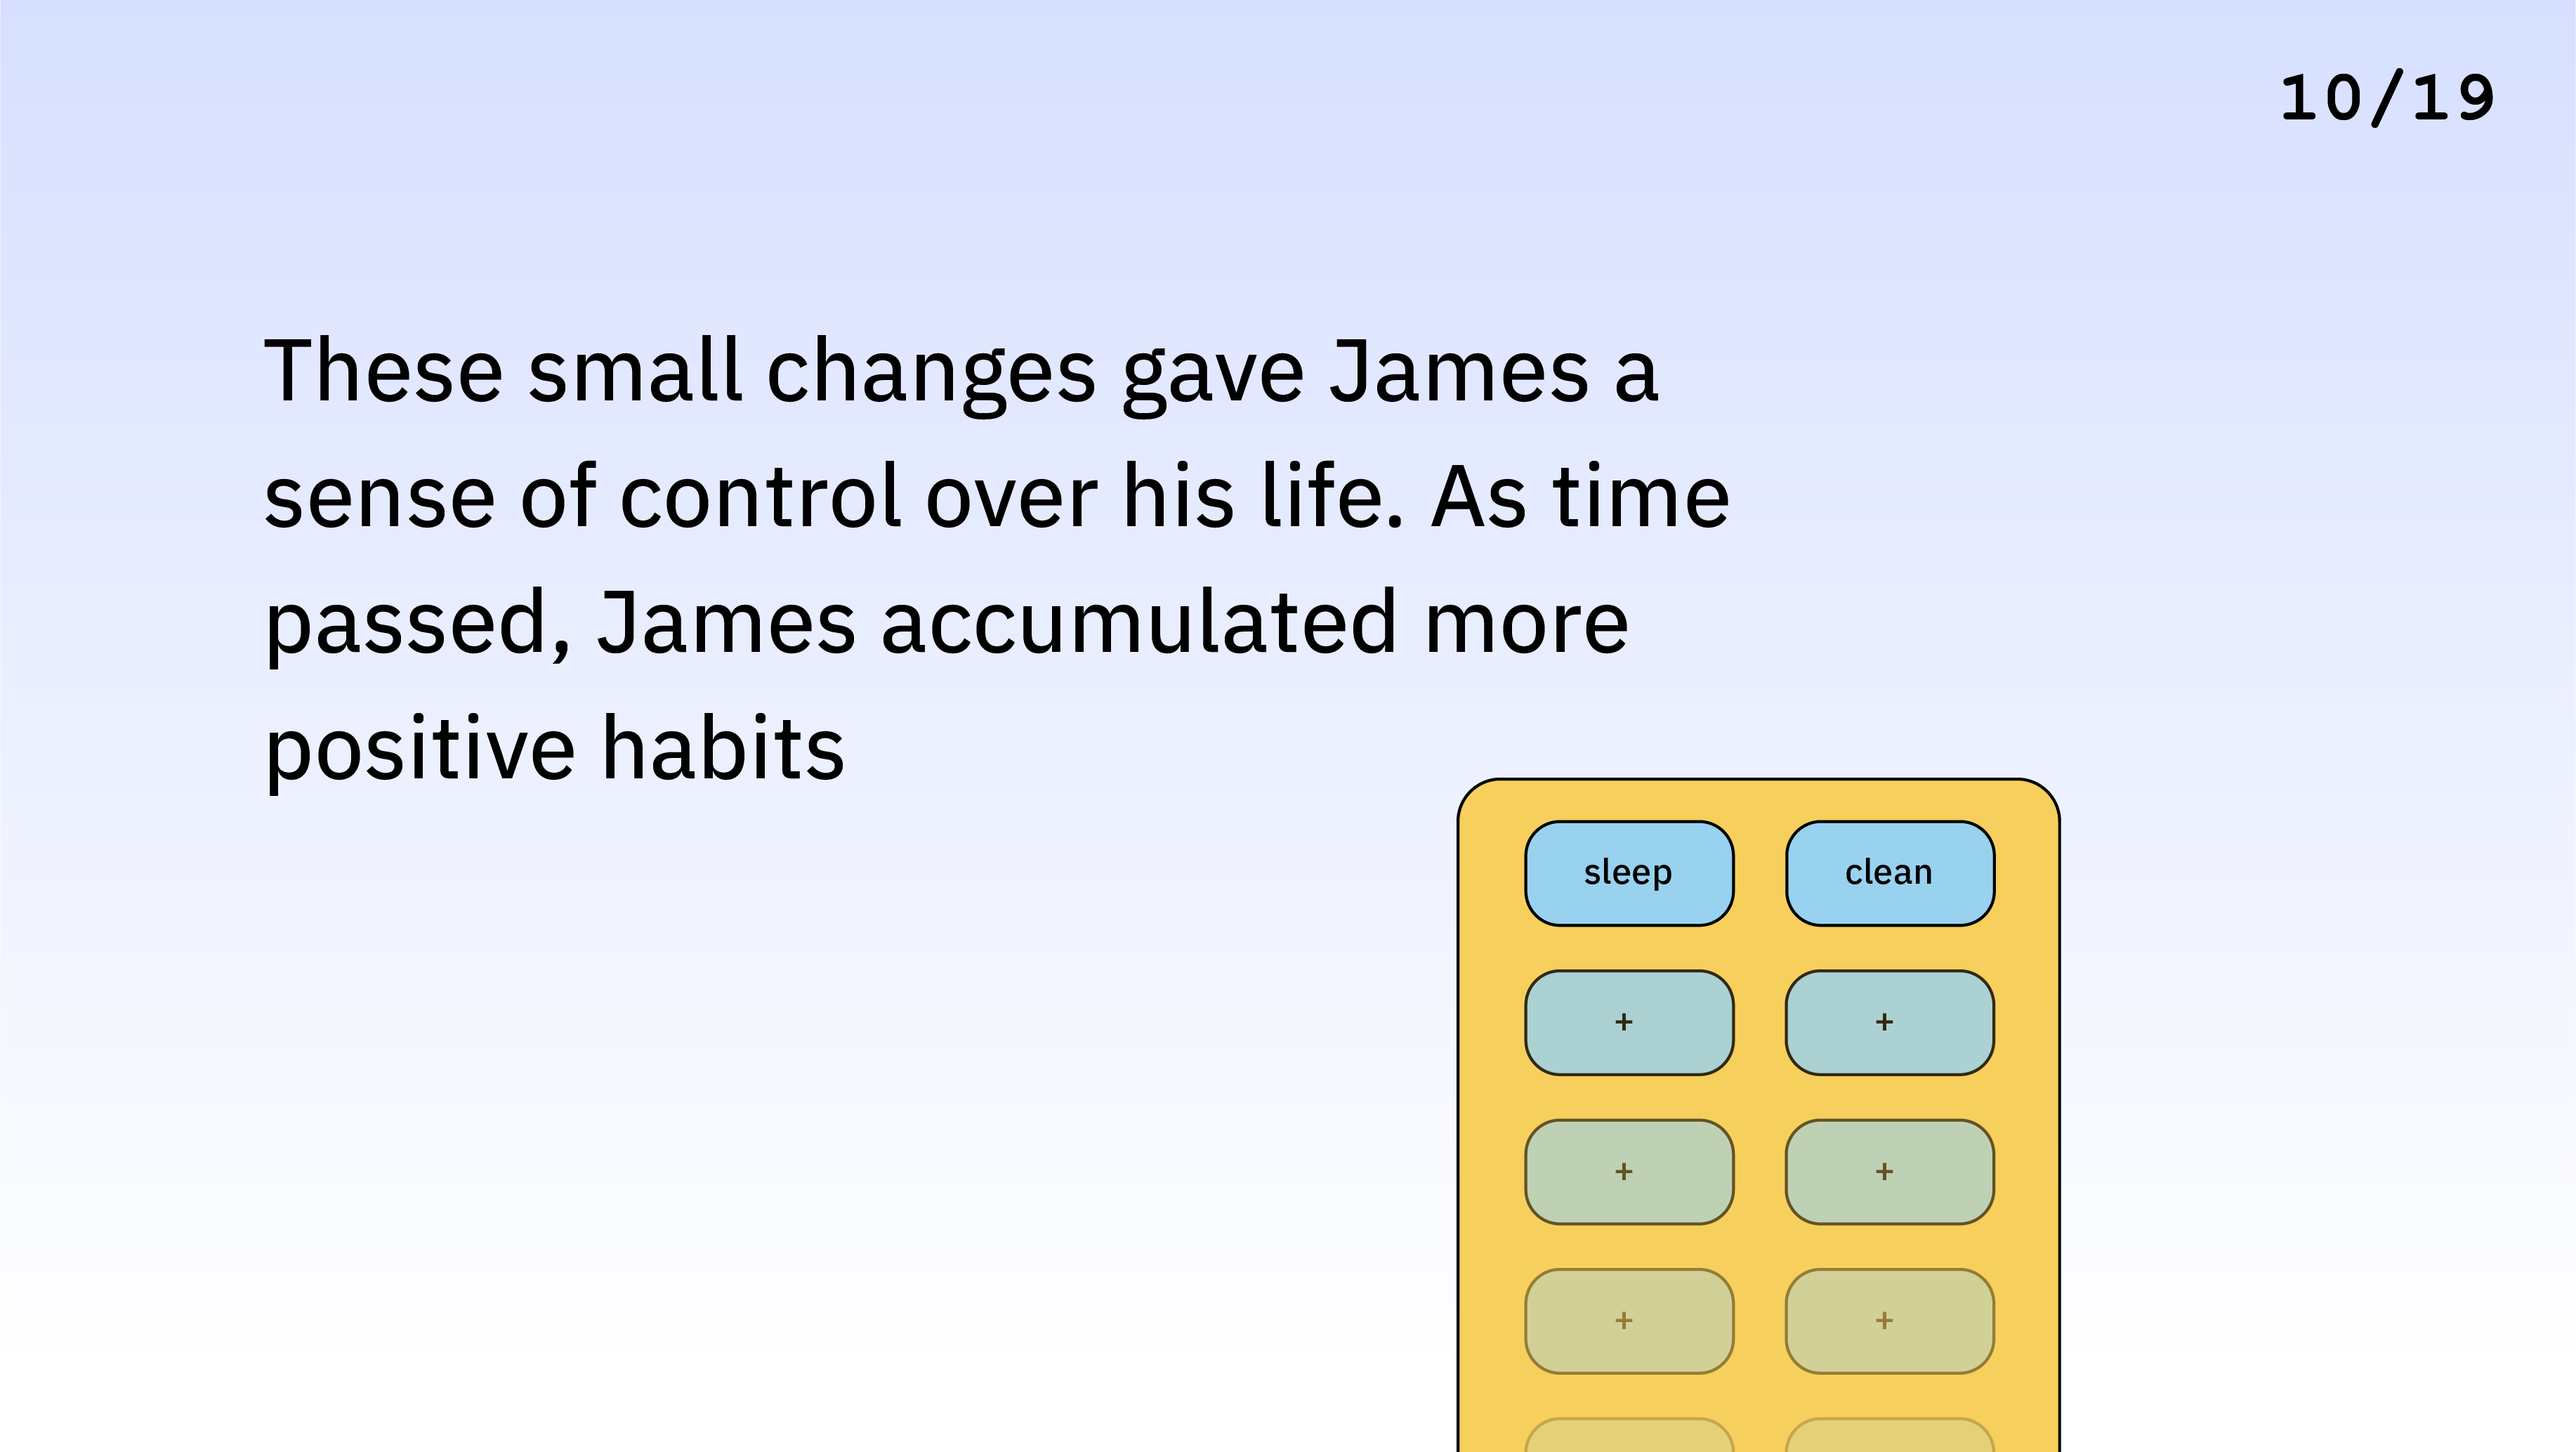 10/19
These small changes gave James a
sense of control over his life. As time
passed, James accumulated more
positive habits
sleep clean
+ +
+ +
+ +